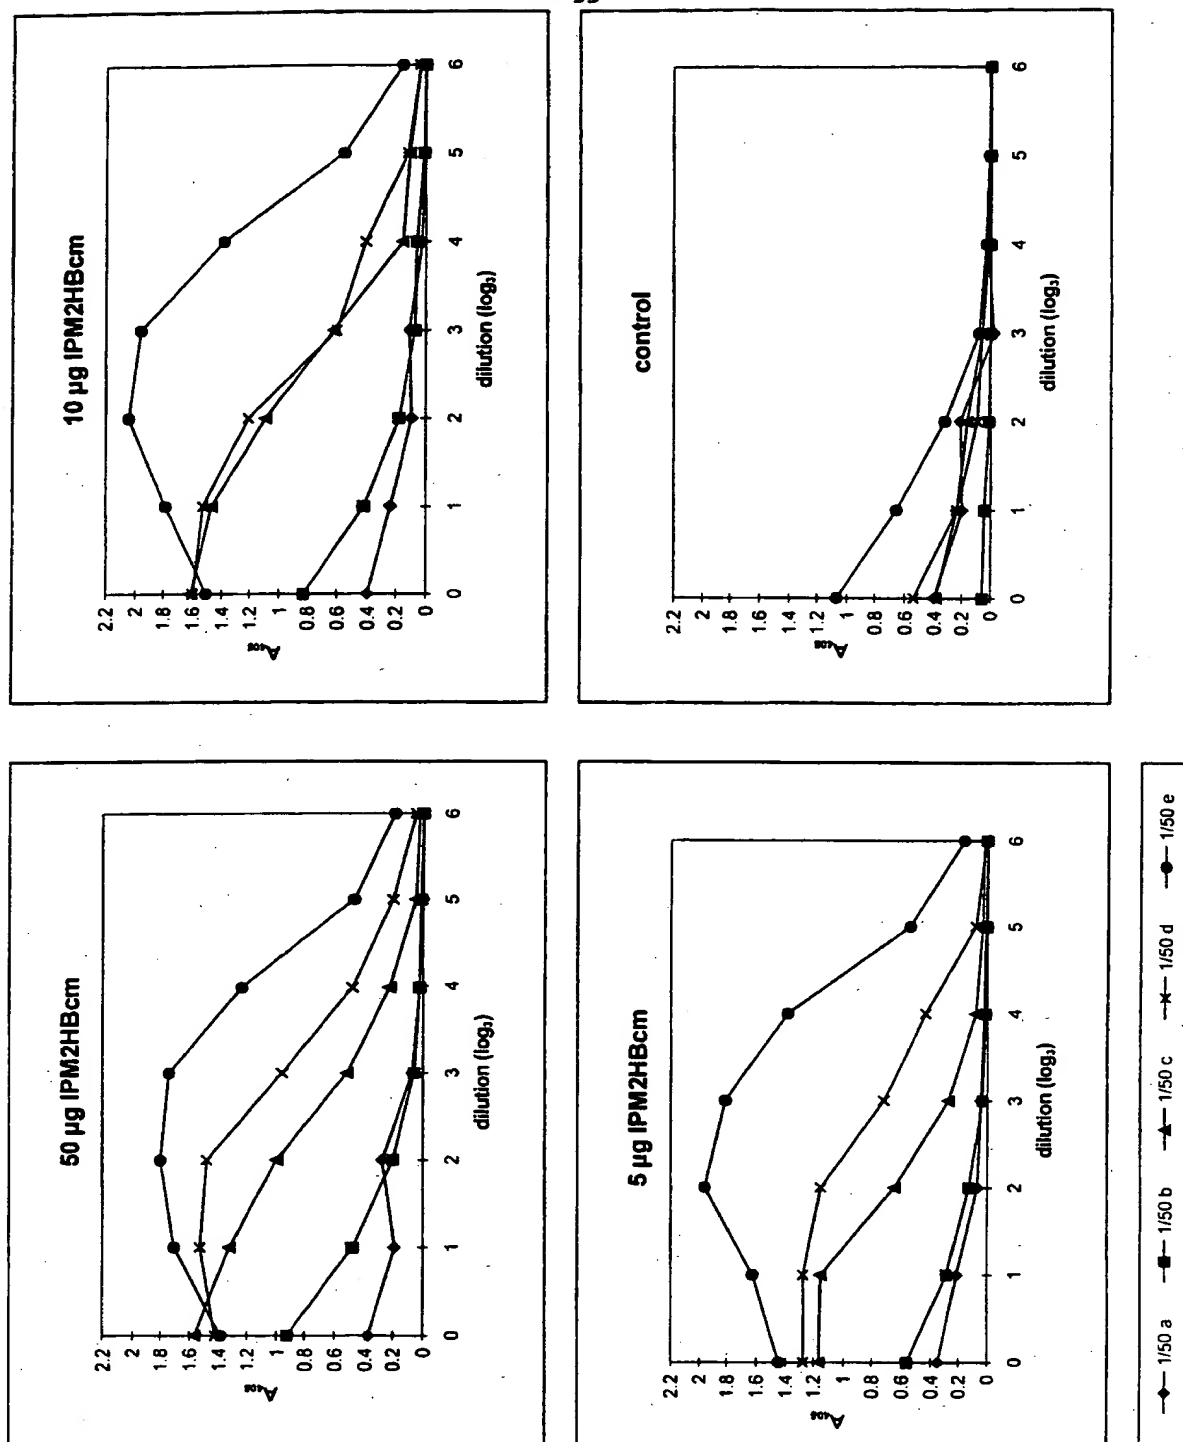 50 µg IPM2HBcm
2.2
2
1.8
1.6
1.4
1.2
1
0.8
0.6
0.4
0.2
0
A₄₀₅
0 1 2 3 4 5 6
dilution (log₃)
10 µg IPM2HBcm
2.2
2
1.8
1.6
1.4
1.2
1
0.8
0.6
0.4
0.2
0
A₄₀₅
0 1 2 3 4 5 6
dilution (log₃)
5 µg IPM2HBcm
2.2
2
1.8
1.6
1.4
1.2
1
0.8
0.6
0.4
0.2
0
A₄₀₅
0 1 2 3 4 5 6
dilution (log₃)
control
2.2
2
1.8
1.6
1.4
1.2
1
0.8
0.6
0.4
0.2
0
A₄₀₅
0 1 2 3 4 5 6
dilution (log₃)
1/50 a 1/50 b 1/50 c 1/50 d 1/50 e